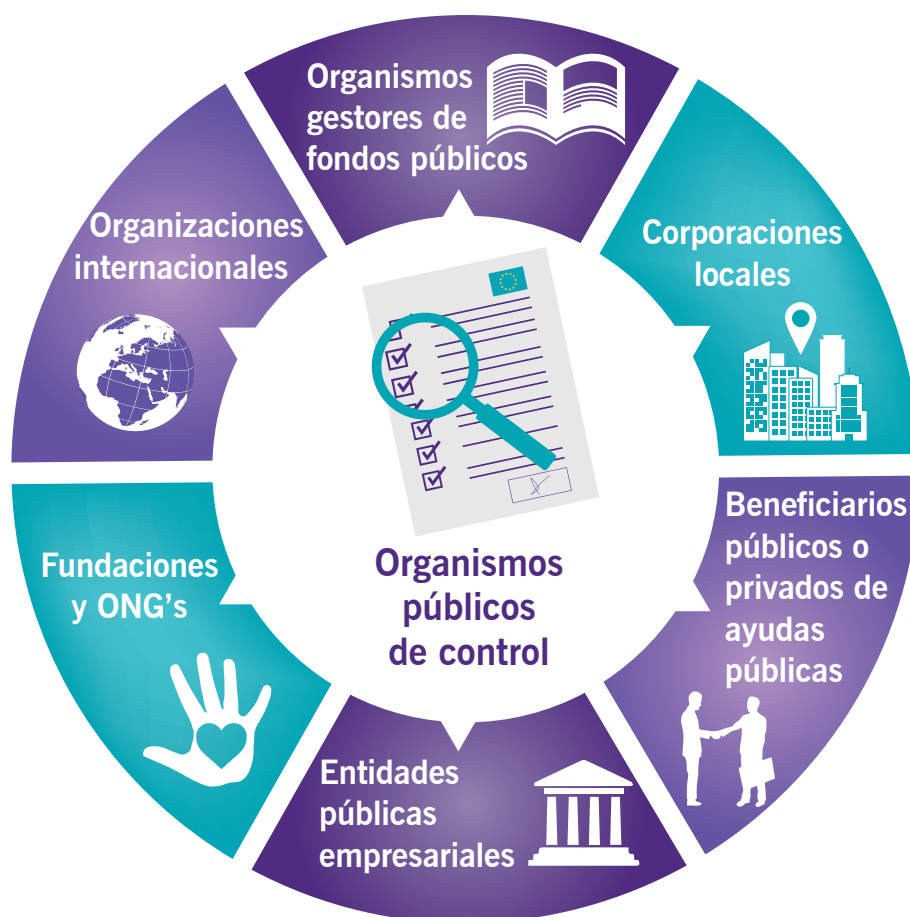 Organismos
gestores de
fondos públicos
Corporaciones
locales
Beneficiarios
públicos o
privados de
ayudas
públicas
Entidades
públicas
empresariales
Fundaciones
y ONG’s
Organizaciones
internacionales
Organismos
públicos
de control